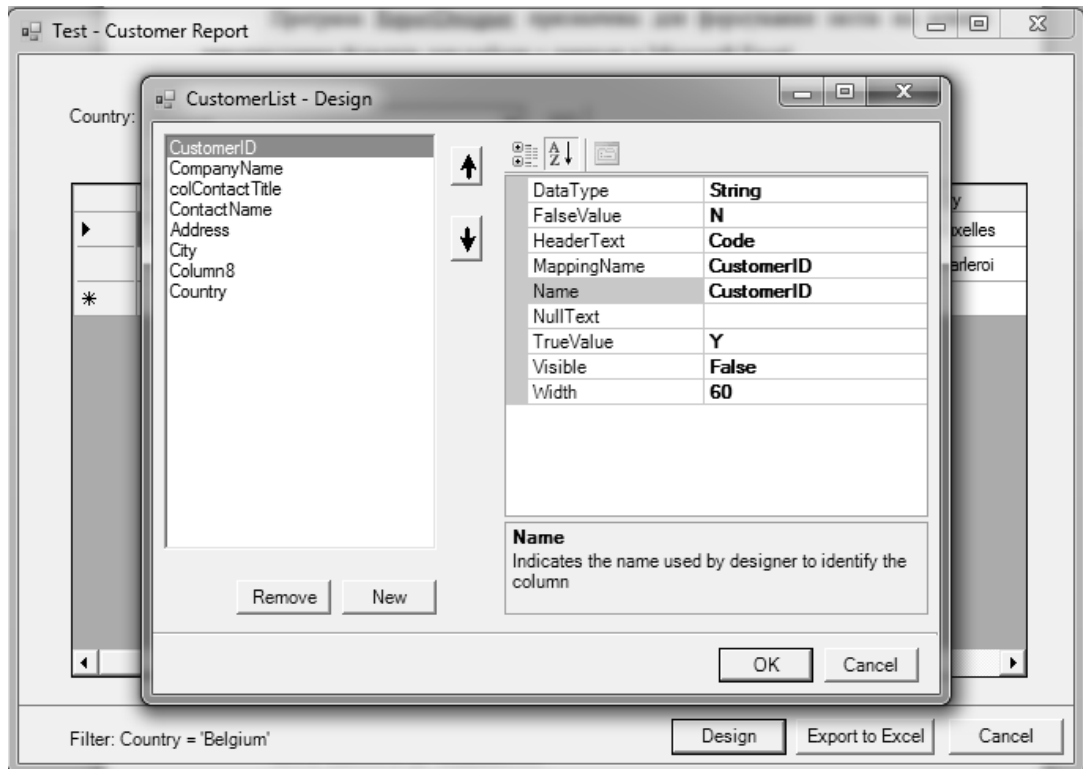 Test - Customer Report
Country:
CustomerList - Design
CustomerID
CompanyName
colContactTitle
ContactName
Address
City
Column8
Country
DataType String
FalseValue N
HeaderText Code
MappingName CustomerID
Name CustomerID
NullText
TrueValue Y
Visible False
Width 60
y
xelles
arleroi
Name
Indicates the name used by designer to identify the
column
Remove New
OK Cancel
Filter: Country = 'Belgium'
Design Export to Excel Cancel